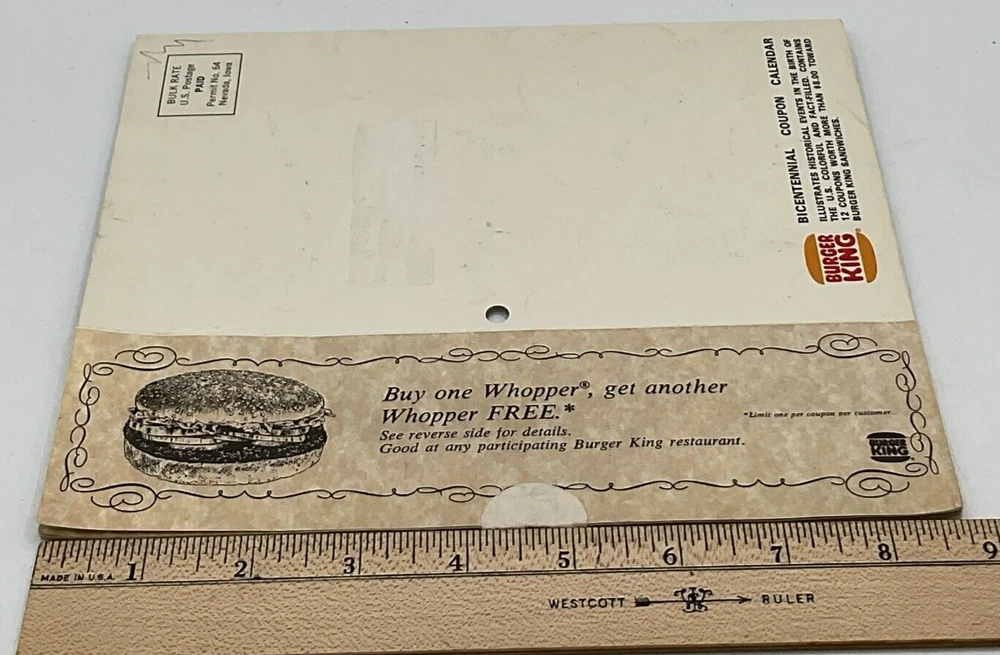 BULK RATE
U.S. Postage
PAID
Permit No. 64
Nevada, Iowa
BICENTENNIAL COUPON CALENDAR
ILLUSTRATES HISTORICAL EVENTS IN THE BIRTH OF
THE U.S. COLORFUL AND FACT-FILLED. CONTAINS
12 COUPONS WORTH MORE THAN $8.00 TOWARD
BURGER KING SANDWICHES.
BURGER
KING®
Buy one Whopper®, get another
Whopper FREE.*
See reverse side for details.
Good at any participating Burger King restaurant.
*Limit one per coupon per customer.
BURGER
KING
1 2 3 4 5 6 7 8 9
MADE IN U.S.A.
WESTCOTT RULER